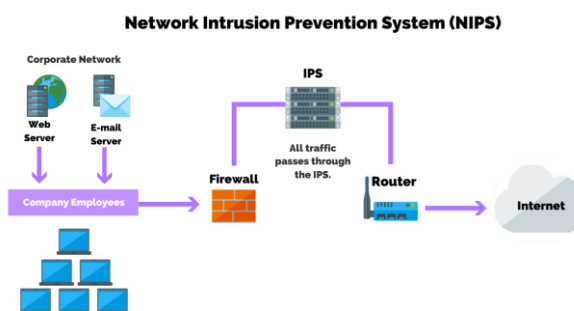 Network Intrusion Prevention System (NIPS)
Corporate Network
Web
Server
E-mail
Server
Company Employees
Firewall
IPS
All traffic
passes through
the IPS.
Router
Internet